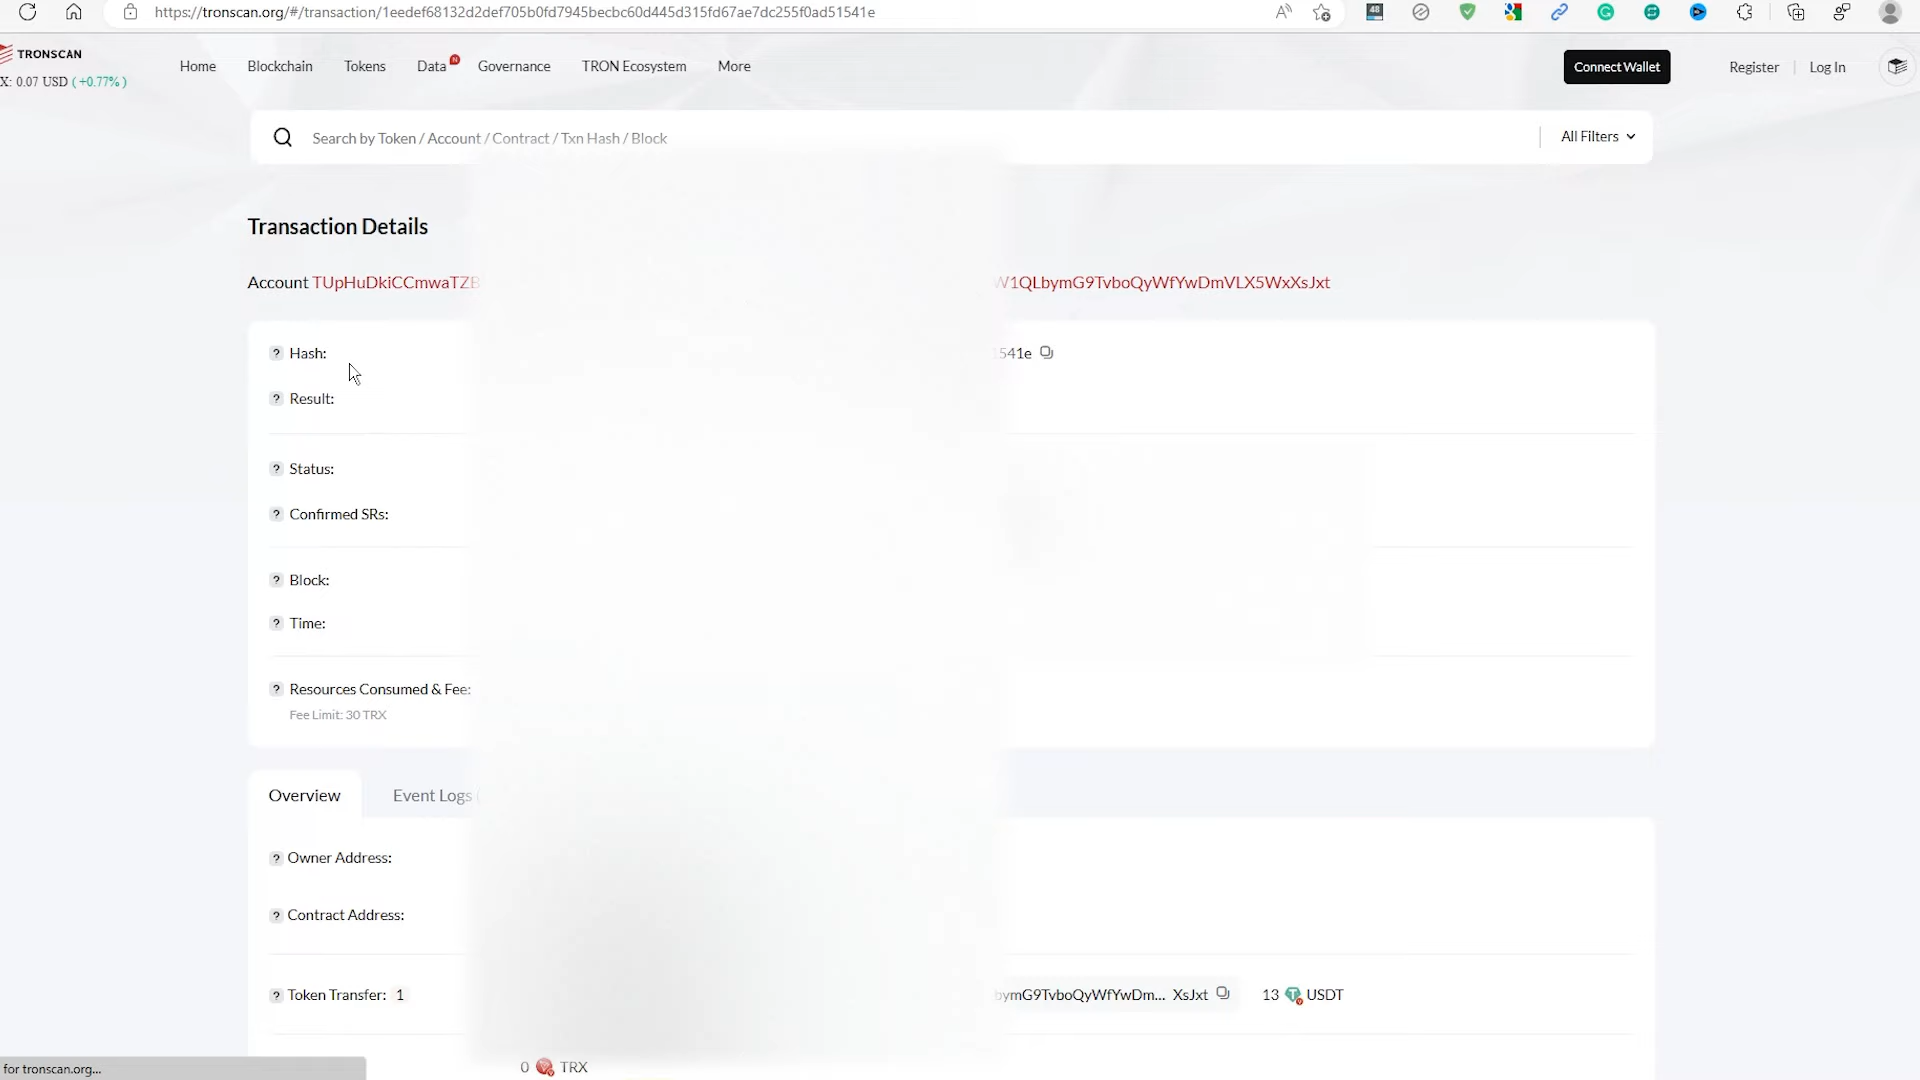 https://tronscan.org/#/transaction/1eedef68132d2def705b0fd7945becbc60d445d315fd67ae7dc255f0ad51541e
TRONSCAN
X: 0.07 USD ( +0.77% )
Home Blockchain Tokens Data N Governance TRON Ecosystem More
Connect Wallet Register Log In
Search by Token / Account / Contract / Txn Hash / Block
All Filters
Transaction Details
Account TUpHuDkiCCmwaTZB W1QLbymG9TvboQyWfYwDmVLX5WxXsJxt
? Hash: 541e
? Result:
? Status:
? Confirmed SRs:
? Block:
? Time:
? Resources Consumed & Fee:
Fee Limit: 30 TRX
Overview Event Logs
? Owner Address:
? Contract Address:
? Token Transfer: 1 bymG9TvboQyWfYwDm... XsJxt 13 USDT
0 TRX
for tronscan.org...